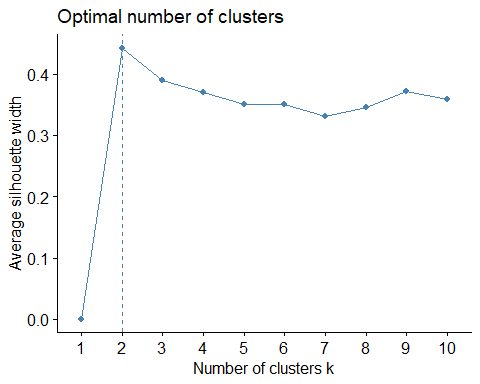 Optimal number of clusters
Average silhouette width
0.4
0.3
0.2
0.1
0.0
1 2 3 4 5 6 7 8 9 10
Number of clusters k